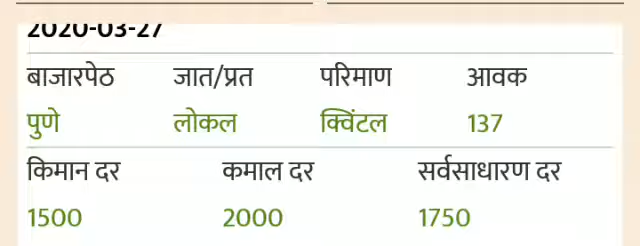 2020-03-27
बाजारपेठ जात/प्रत परिमाण आवक
पुणे लोकल क्विंटल 137
किमान दर कमाल दर सर्वसाधारण दर
1500 2000 1750